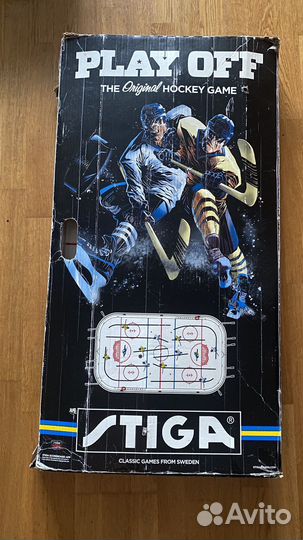 PLAY OFF
THE Original HOCKEY GAME
STIGA®
CLASSIC GAMES FROM SWEDEN
Avito